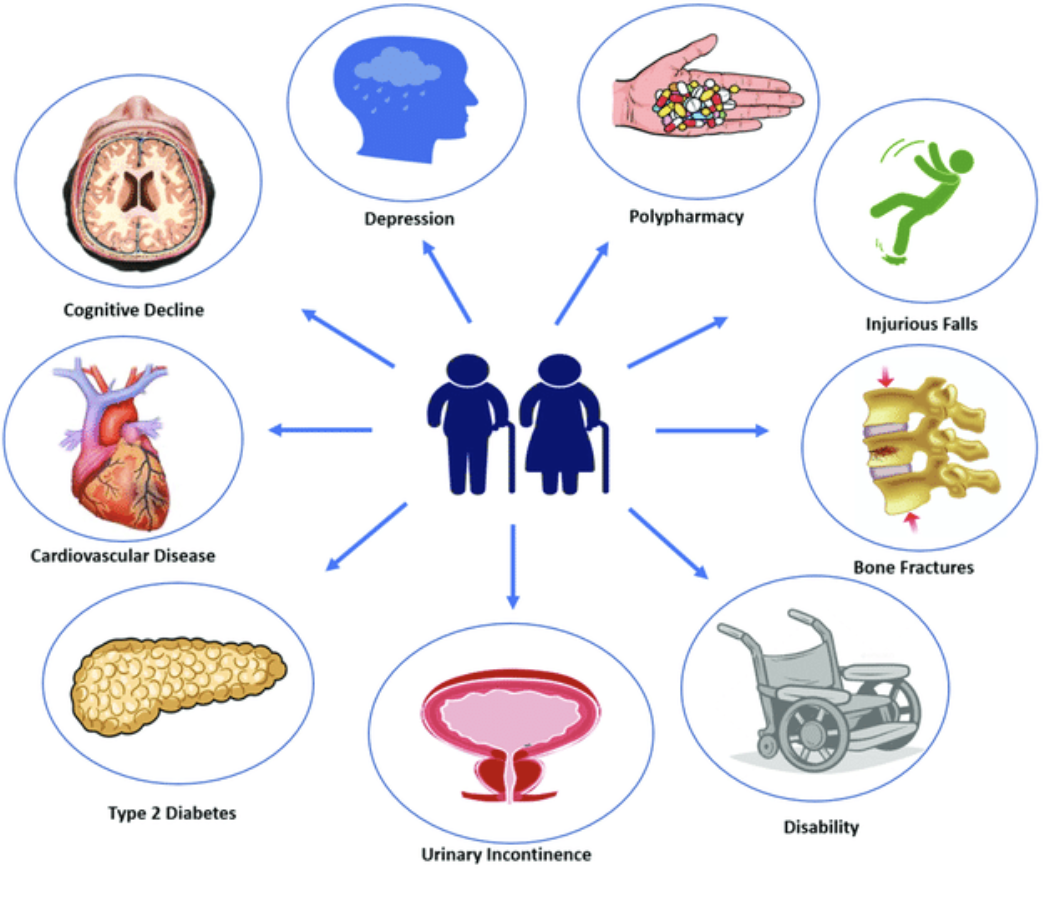 Depression
Polypharmacy
Cognitive Decline
Injurious Falls
Cardiovascular Disease
Bone Fractures
Type 2 Diabetes
Disability
Urinary Incontinence